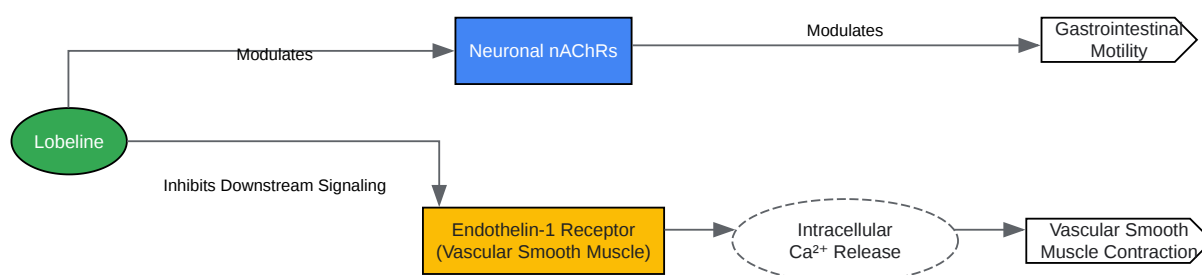 Modulates
Neuronal nAChRs
Modulates
Gastrointestinal
Motility
Lobeline
Inhibits Downstream Signaling
Endothelin-1 Receptor
(Vascular Smooth Muscle)
Intracellular
Ca²⁺ Release
Vascular Smooth
Muscle Contraction